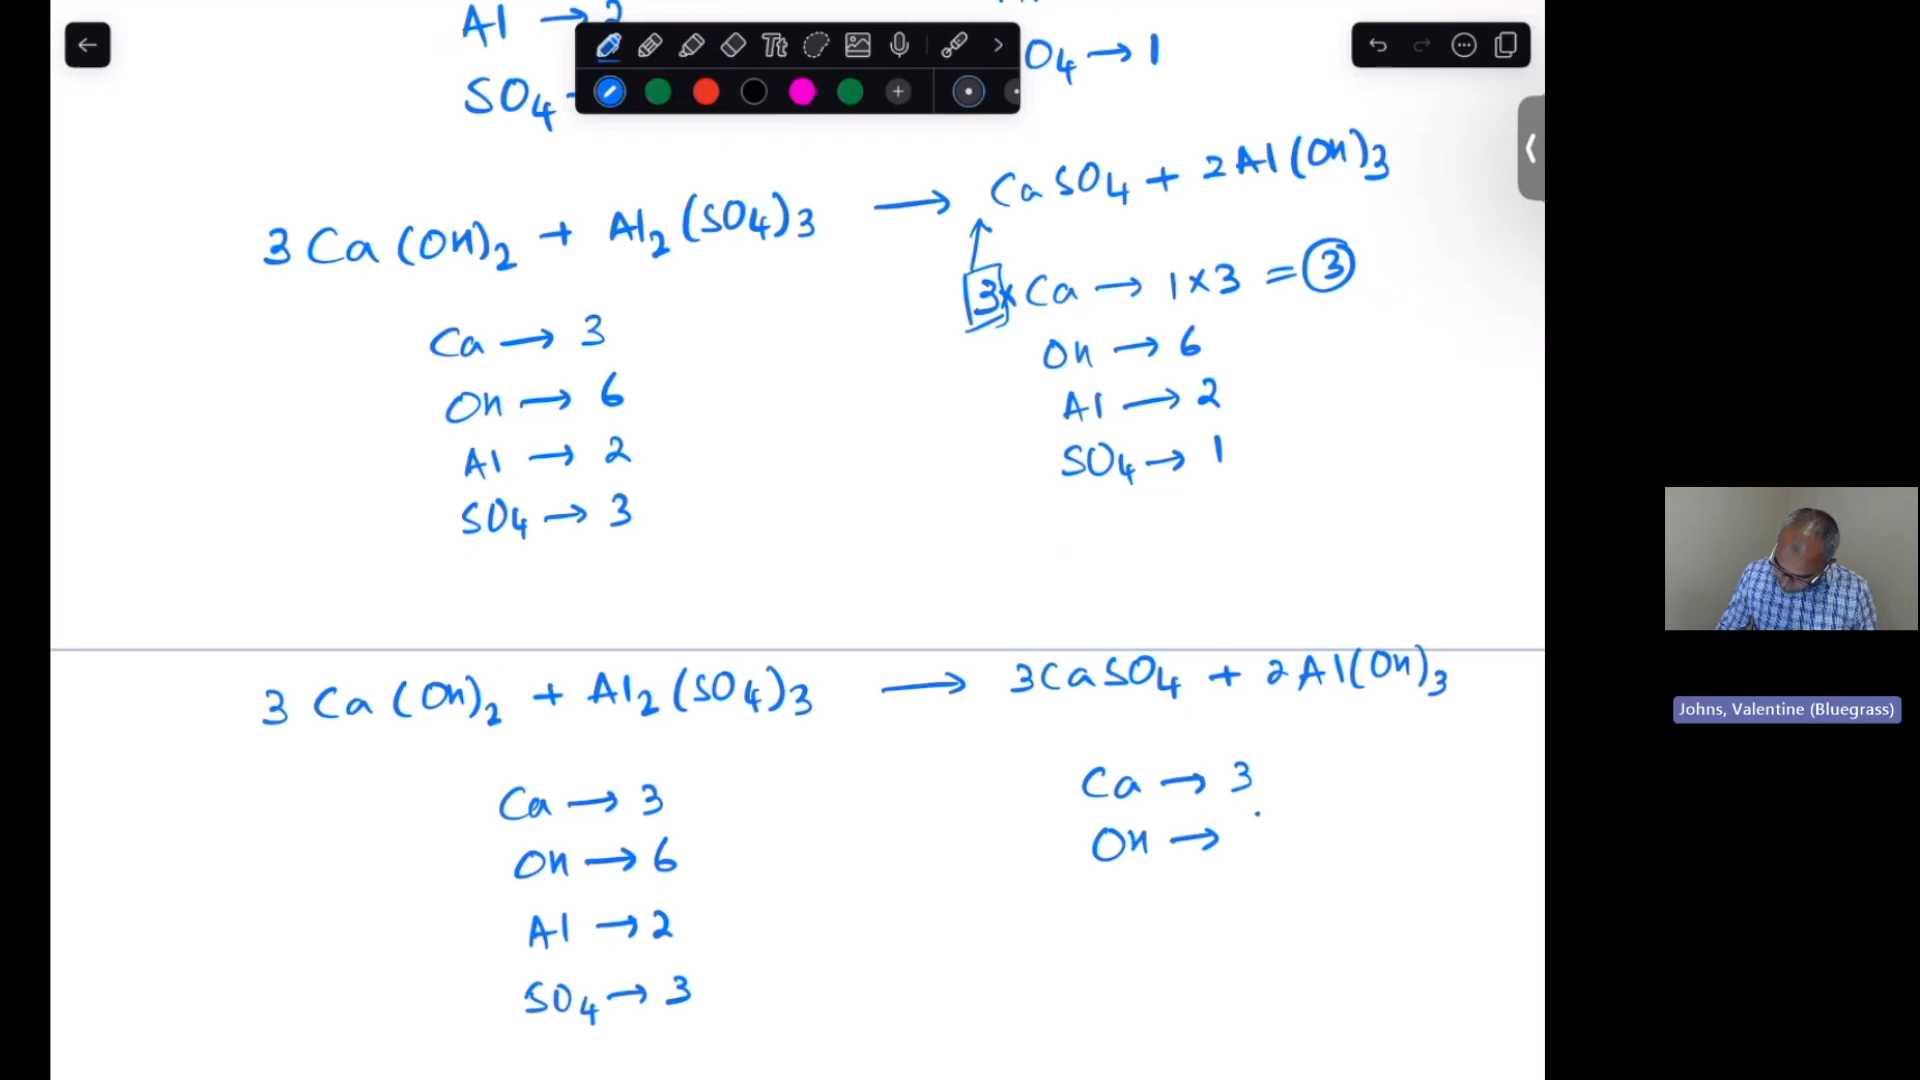 Al → 2
SO₄
O₄ → 1
Tt
3 Ca(OH)₂ + Al₂(SO₄)₃ → CaSO₄ + 2Al(OH)₃
3× Ca → 1×3 = 3
Ca → 3
OH → 6
OH → 6
Al → 2
Al → 2
SO₄ → 1
SO₄ → 3
3 Ca(OH)₂ + Al₂(SO₄)₃ → 3CaSO₄ + 2Al(OH)₃
Ca → 3
Ca → 3
OH → 6
OH →
Al → 2
SO₄ → 3
Johns, Valentine (Bluegrass)